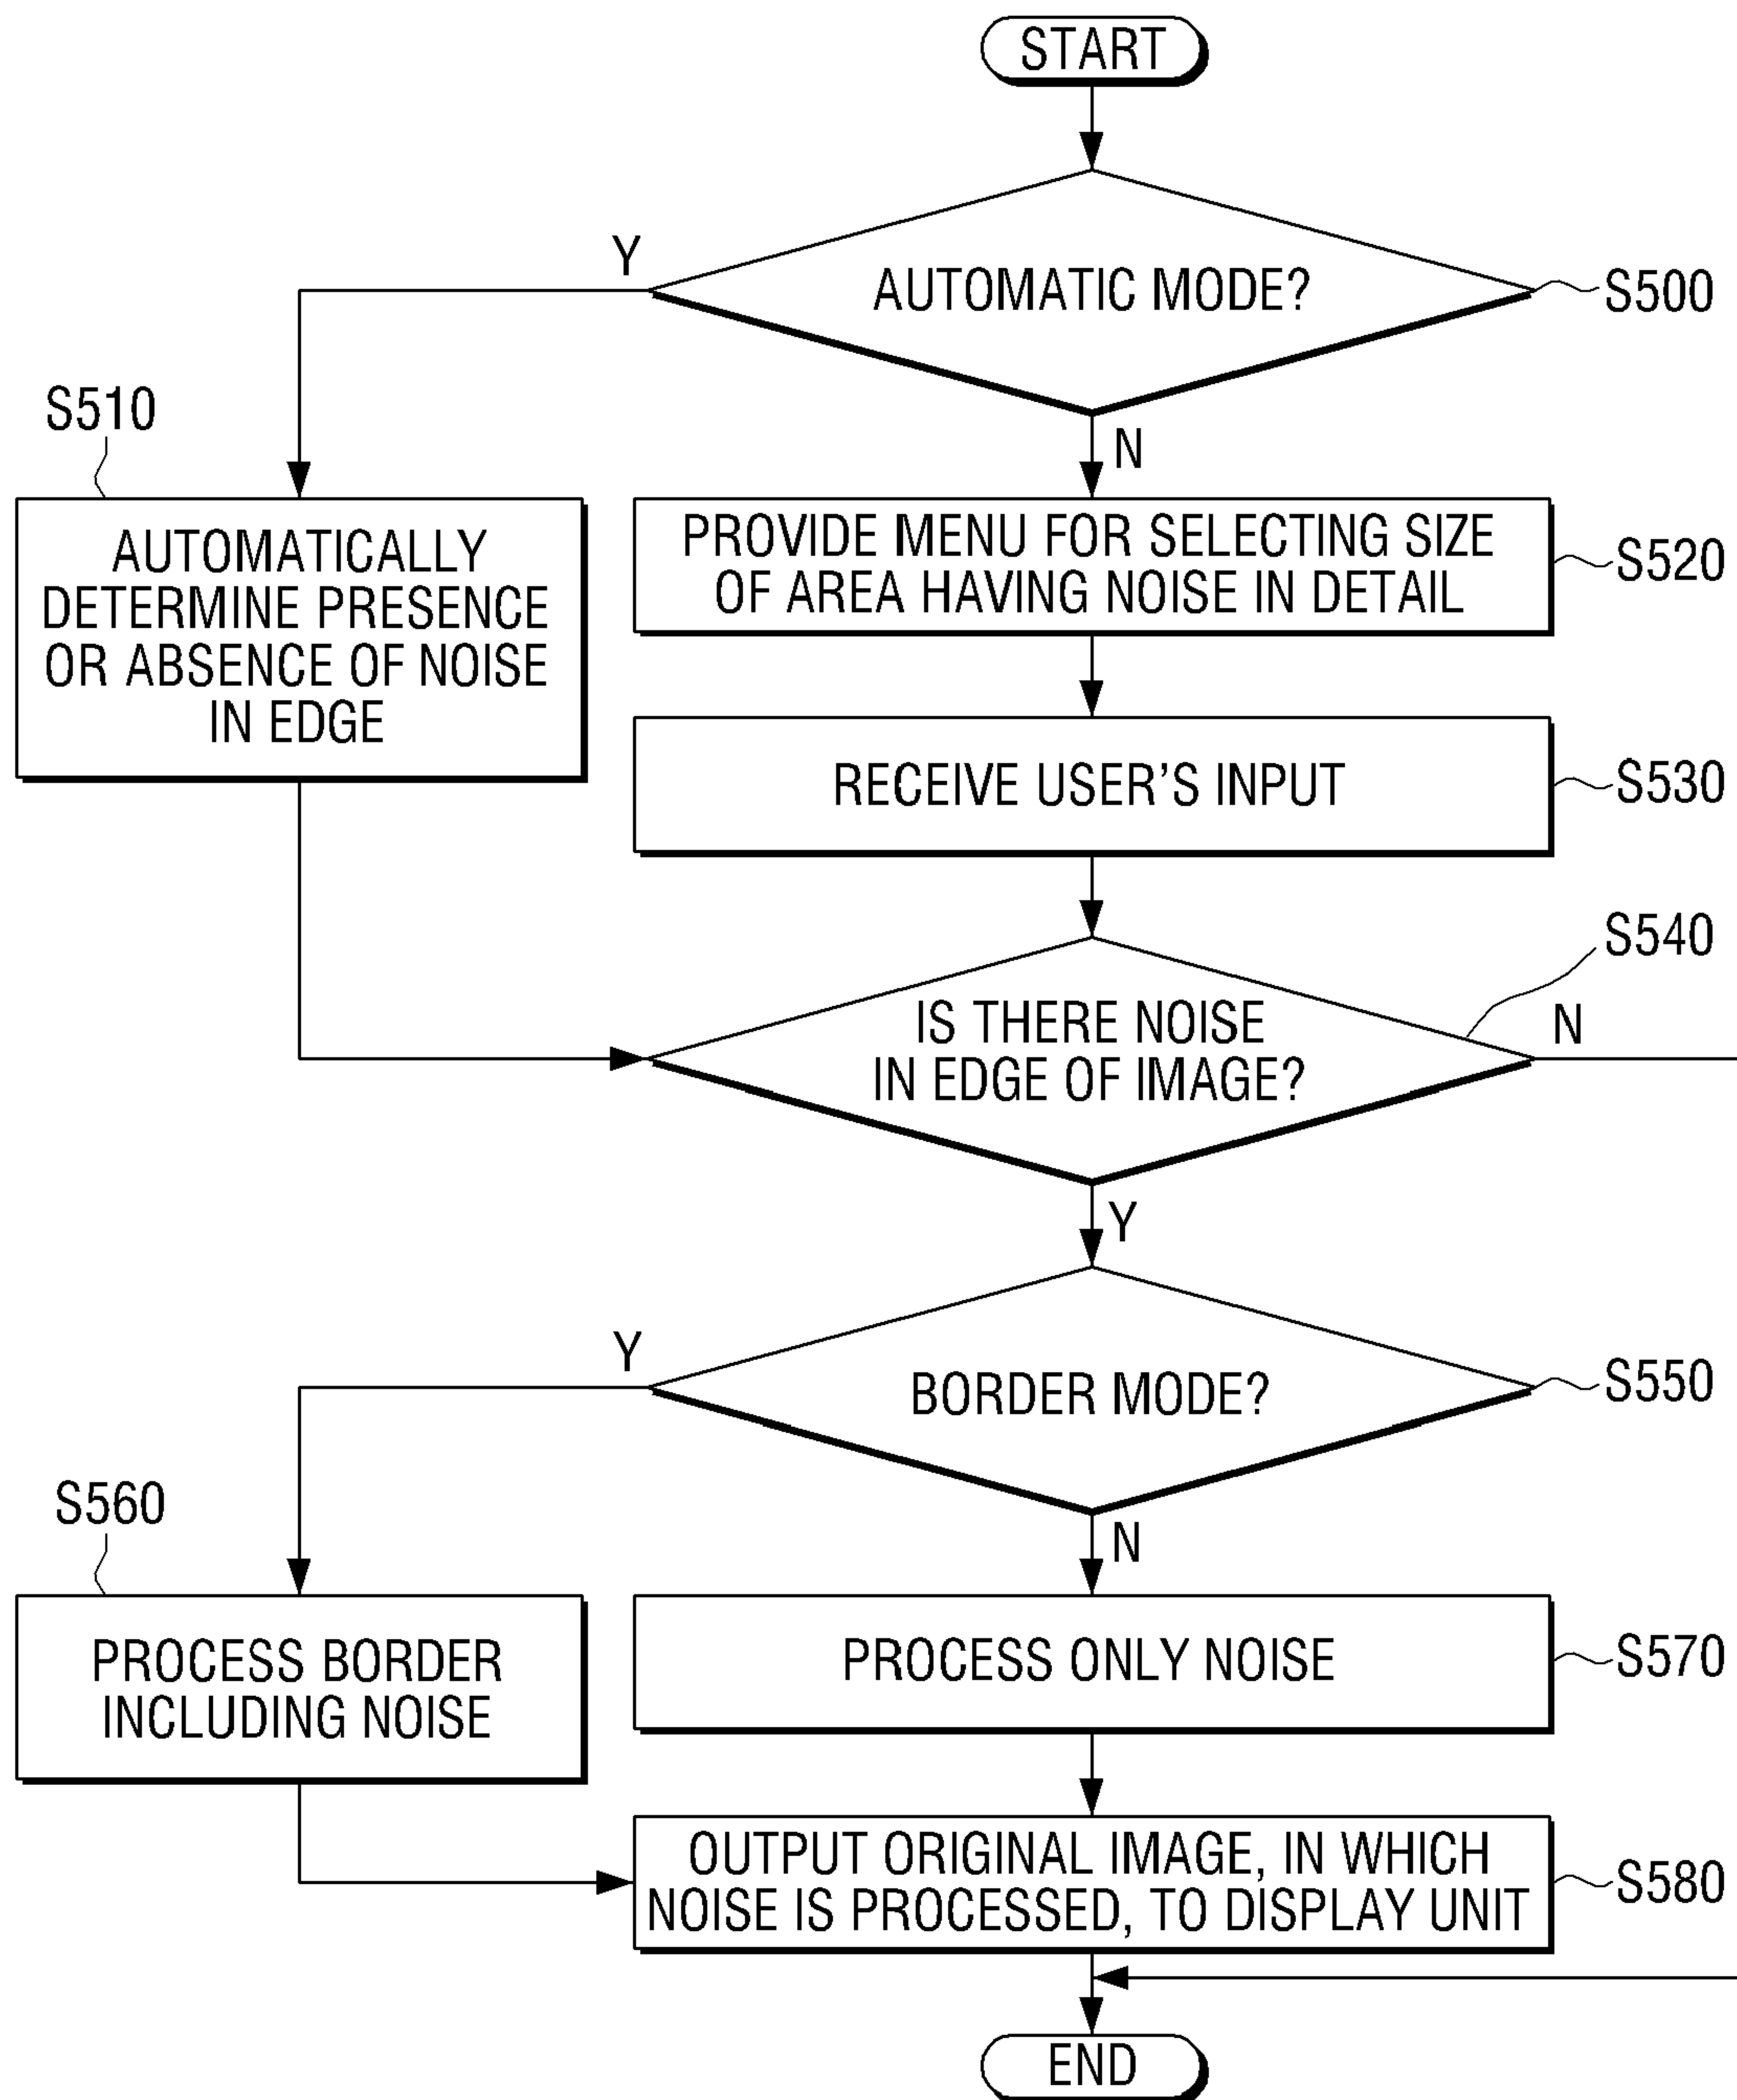 START
AUTOMATIC MODE?
Y
S500
N
S510
AUTOMATICALLY
DETERMINE PRESENCE
OR ABSENCE OF NOISE
IN EDGE
PROVIDE MENU FOR SELECTING SIZE
OF AREA HAVING NOISE IN DETAIL
S520
RECEIVE USER'S INPUT
S530
S540
IS THERE NOISE
IN EDGE OF IMAGE?
N
Y
BORDER MODE?
Y
S550
N
S560
PROCESS BORDER
INCLUDING NOISE
PROCESS ONLY NOISE
S570
OUTPUT ORIGINAL IMAGE, IN WHICH
NOISE IS PROCESSED, TO DISPLAY UNIT
S580
END